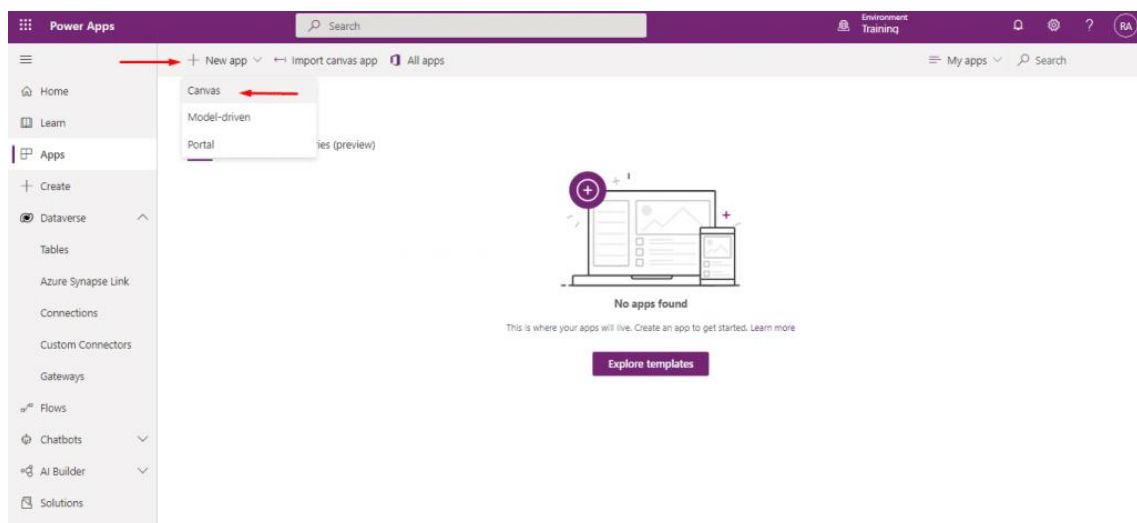 Power Apps
Search
Environment
Training
?
RA
New app
Import canvas app
All apps
My apps
Search
Home
Learn
Apps
Create
Dataverse
Tables
Azure Synapse Link
Connections
Custom Connectors
Gateways
Flows
Chatbots
AI Builder
Solutions
Canvas
Model-driven
Portal
ies (preview)
No apps found
This is where your apps will live. Create an app to get started. Learn more
Explore templates